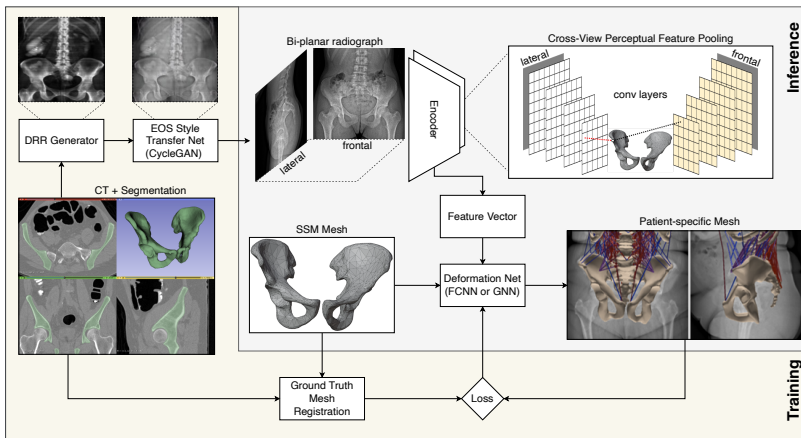 Bi-planar radiograph
Cross-View Perceptual Feature Pooling
Inference
lateral
frontal
conv layers
Encoder
DRR Generator
EOS Style
Transfer Net
(CycleGAN)
lateral
frontal
CT + Segmentation
Feature Vector
SSM Mesh
Patient-specific Mesh
Deformation Net
(FCNN or GNN)
Ground Truth
Mesh
Registration
Loss
Training